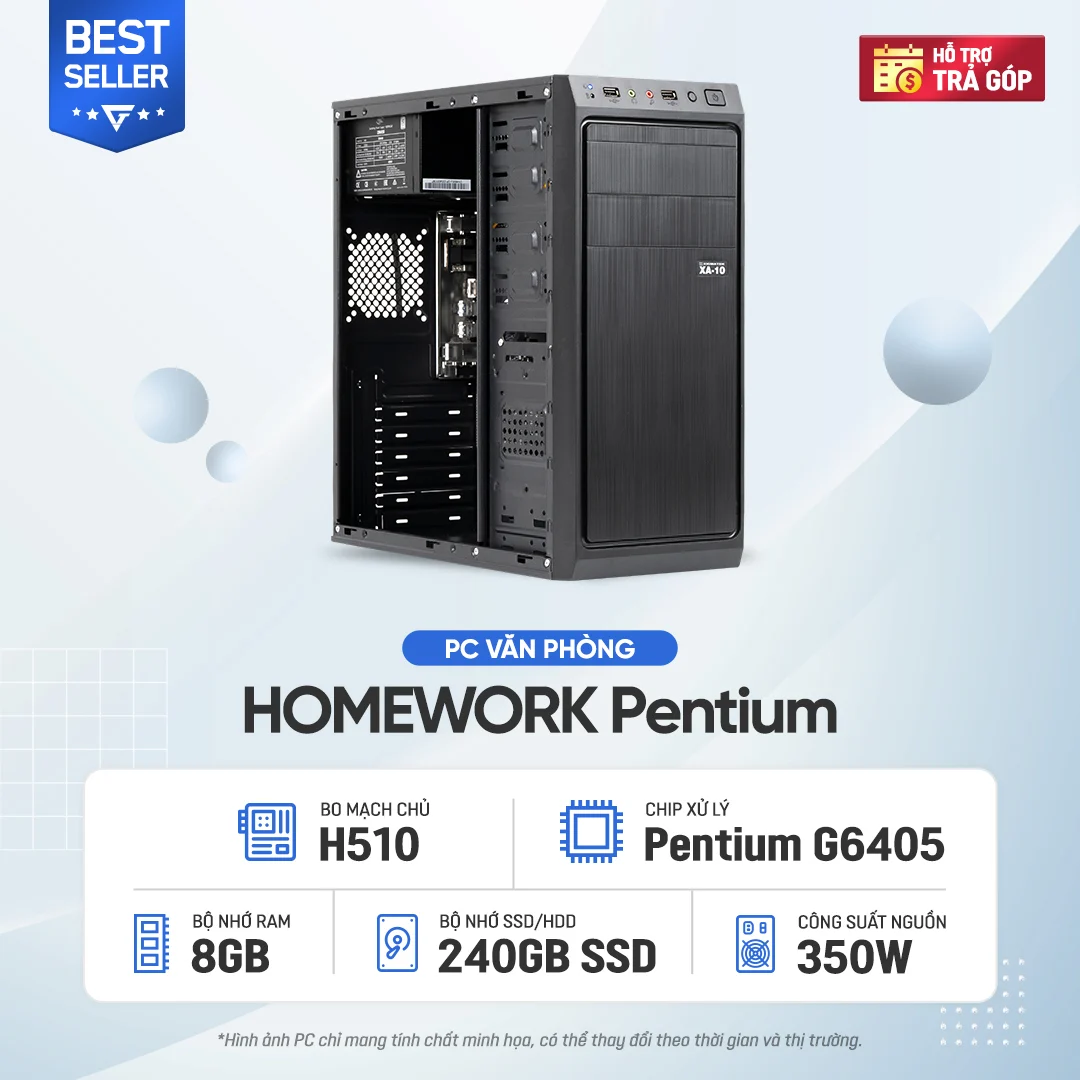 BEST
SELLER
HỖ TRỢ
TRẢ GÓP
XA-10
PC VĂN PHÒNG
HOMEWORK Pentium
BO MẠCH CHỦ
H510
CHIP XỬ LÝ
Pentium G6405
BỘ NHỚ RAM
8GB
BỘ NHỚ SSD/HDD
240GB SSD
CÔNG SUẤT NGUỒN
350W
*Hình ảnh PC chỉ mang tính chất minh họa, có thể thay đổi theo thời gian và thị trường.